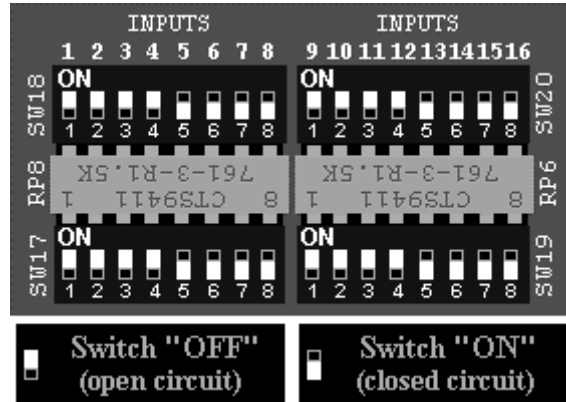 INPUTS INPUTS
1 2 3 4 5 6 7 8 9 10 11 12 13 14 15 16
SW18 ON ON SW20
1 2 3 4 5 6 7 8 1 2 3 4 5 6 7 8
RP8 761-3-R1.5K 761-3-R1.5K RP6
1 CTS9411 8 1 CTS9411 8
SW17 ON ON SW19
1 2 3 4 5 6 7 8 1 2 3 4 5 6 7 8
Switch "OFF" Switch "ON"
(open circuit) (closed circuit)